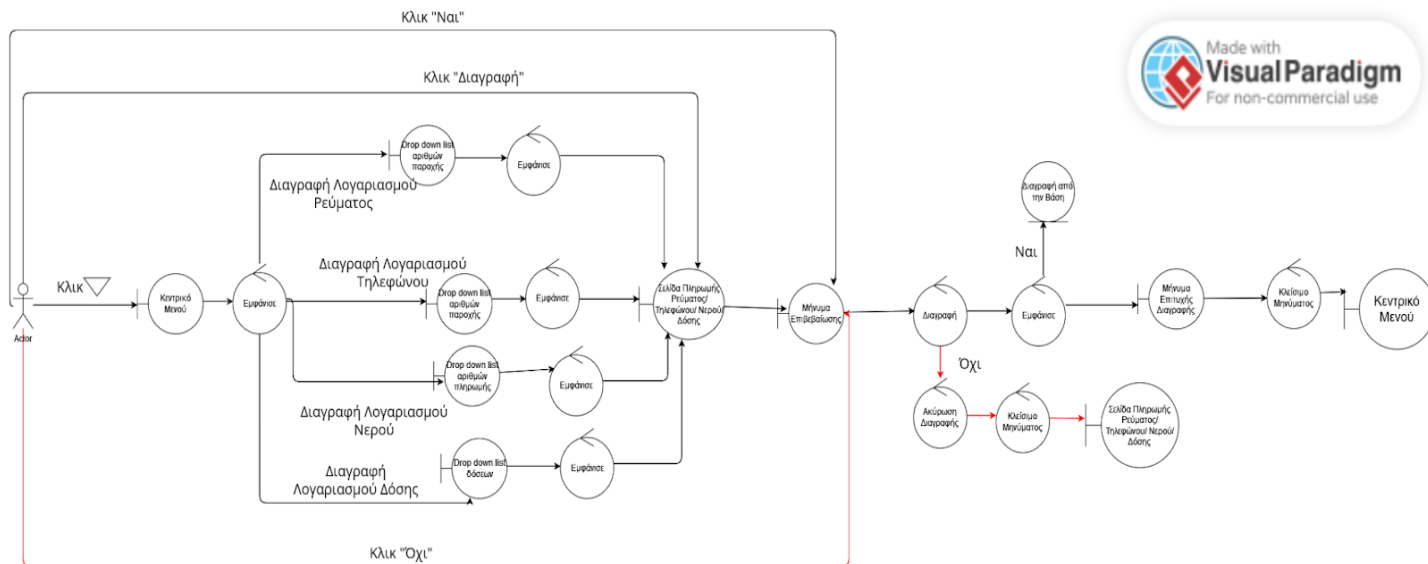 Κλικ "Ναι"
Made with
Visual Paradigm
For non-commercial use
Κλικ "Διαγραφή"
Drop down list
αριθμών
παροχής
Εμφάνισε
Διαγραφή Λογαριασμού
Ρεύματος
Διαγραφή από
την Βάση
Ναι
Διαγραφή Λογαριασμού
Τηλεφώνου
Κλικ
Actor
Κεντρικό
Μενού
Εμφάνισε
Drop down list
αριθμών
παροχής
Εμφάνισε
Σελίδα Πληρωμής
Ρεύματος/
Τηλεφώνου/ Νερού/
Δόσης
Μήνυμα
Επιβεβαίωσης
Διαγραφή
Εμφάνισε
Μήνυμα
Επιτυχής
Διαγραφής
Κλείσιμο
Μηνύματος
Κεντρικό
Μενού
Όχι
Drop down list
αριθμών
πληρωμής
Εμφάνισε
Διαγραφή Λογαριασμού
Νερού
Ακύρωση
Διαγραφής
Κλείσιμο
Μηνύματος
Σελίδα Πληρωμής
Ρεύματος/
Τηλεφώνου/ Νερού/
Δόσης
Διαγραφή
Λογαριασμού Δόσης
Drop down list
δόσεων
Εμφάνισε
Κλικ "Όχι"